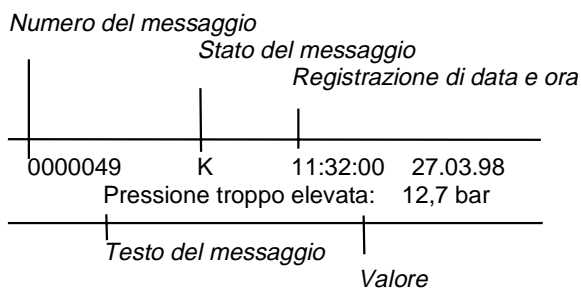 Numero del messaggio
Stato del messaggio
Registrazione di data e ora
0000049 K 11:32:00 27.03.98
Pressione troppo elevata: 12,7 bar
Testo del messaggio
Valore